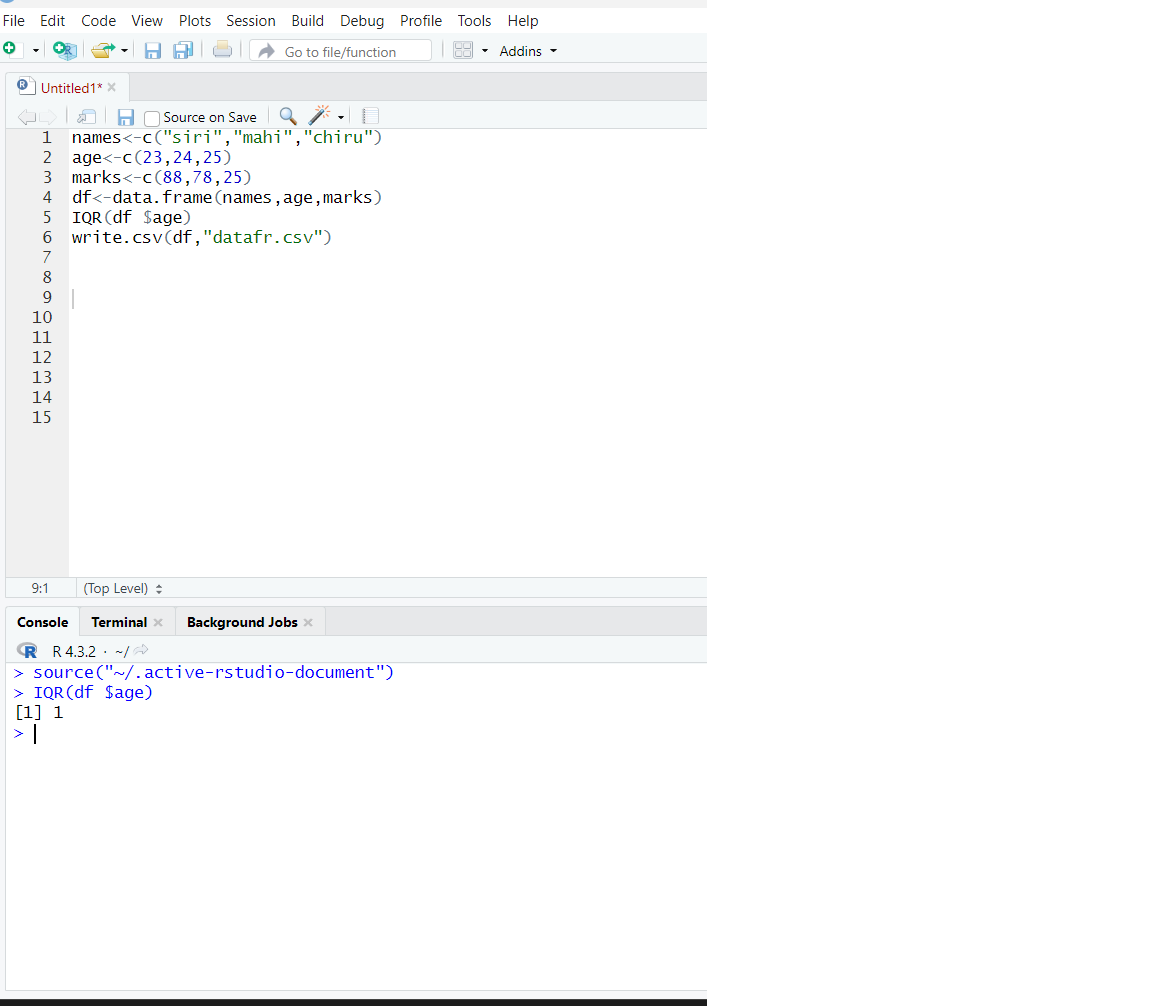 File Edit Code View Plots Session Build Debug Profile Tools Help
Go to file/function Addins
Untitled1*
Source on Save
1 names<-c("siri","mahi","chiru")
2 age<-c(23,24,25)
3 marks<-c(88,78,25)
4 df<-data.frame(names,age,marks)
5 IQR(df $age)
6 write.csv(df,"datafr.csv")
7
8
9
10
11
12
13
14
15
9:1 (Top Level)
Console Terminal Background Jobs
R R 4.3.2 · ~/
> source("~/.active-rstudio-document")
> IQR(df $age)
[1] 1
>